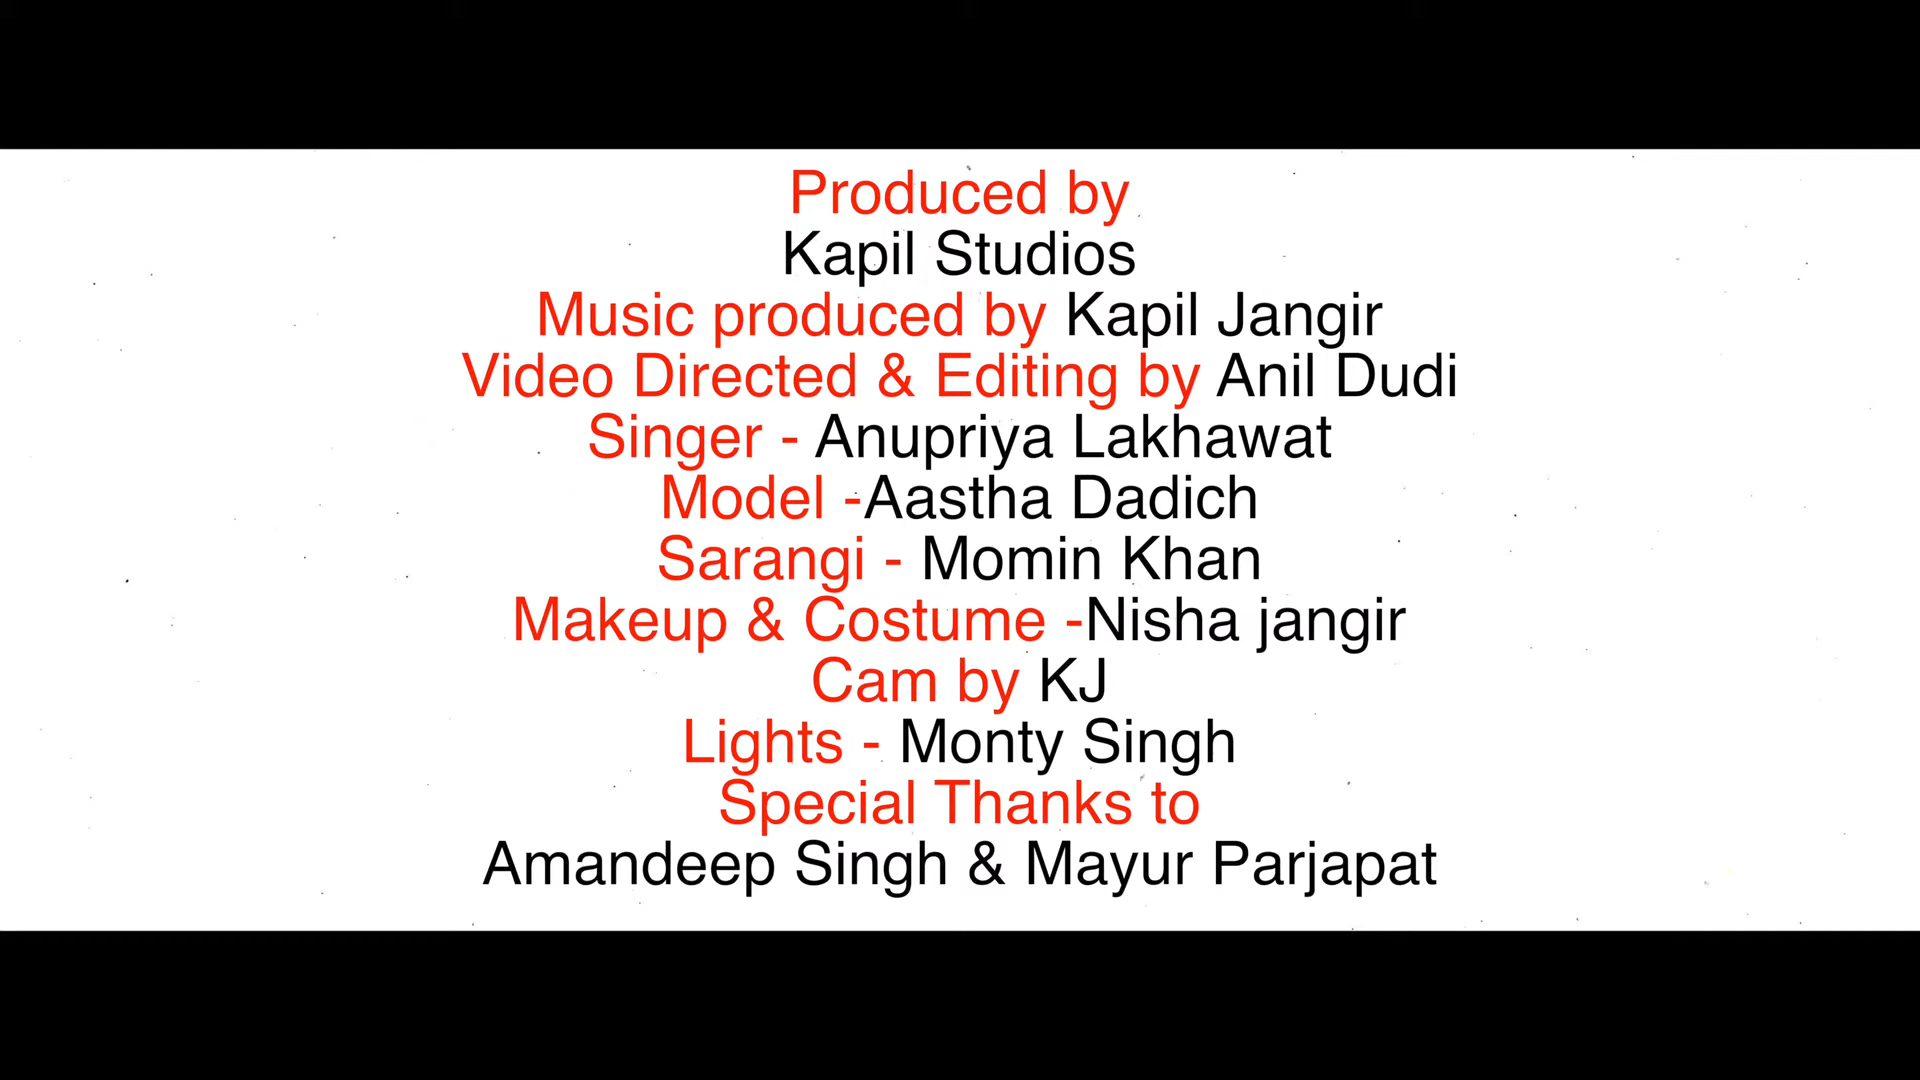 Produced by
Kapil Studios
Music produced by Kapil Jangir
Video Directed & Editing by Anil Dudi
Singer - Anupriya Lakhawat
Model -Aastha Dadich
Sarangi - Momin Khan
Makeup & Costume -Nisha jangir
Cam by KJ
Lights - Monty Singh
Special Thanks to
Amandeep Singh & Mayur Parjapat